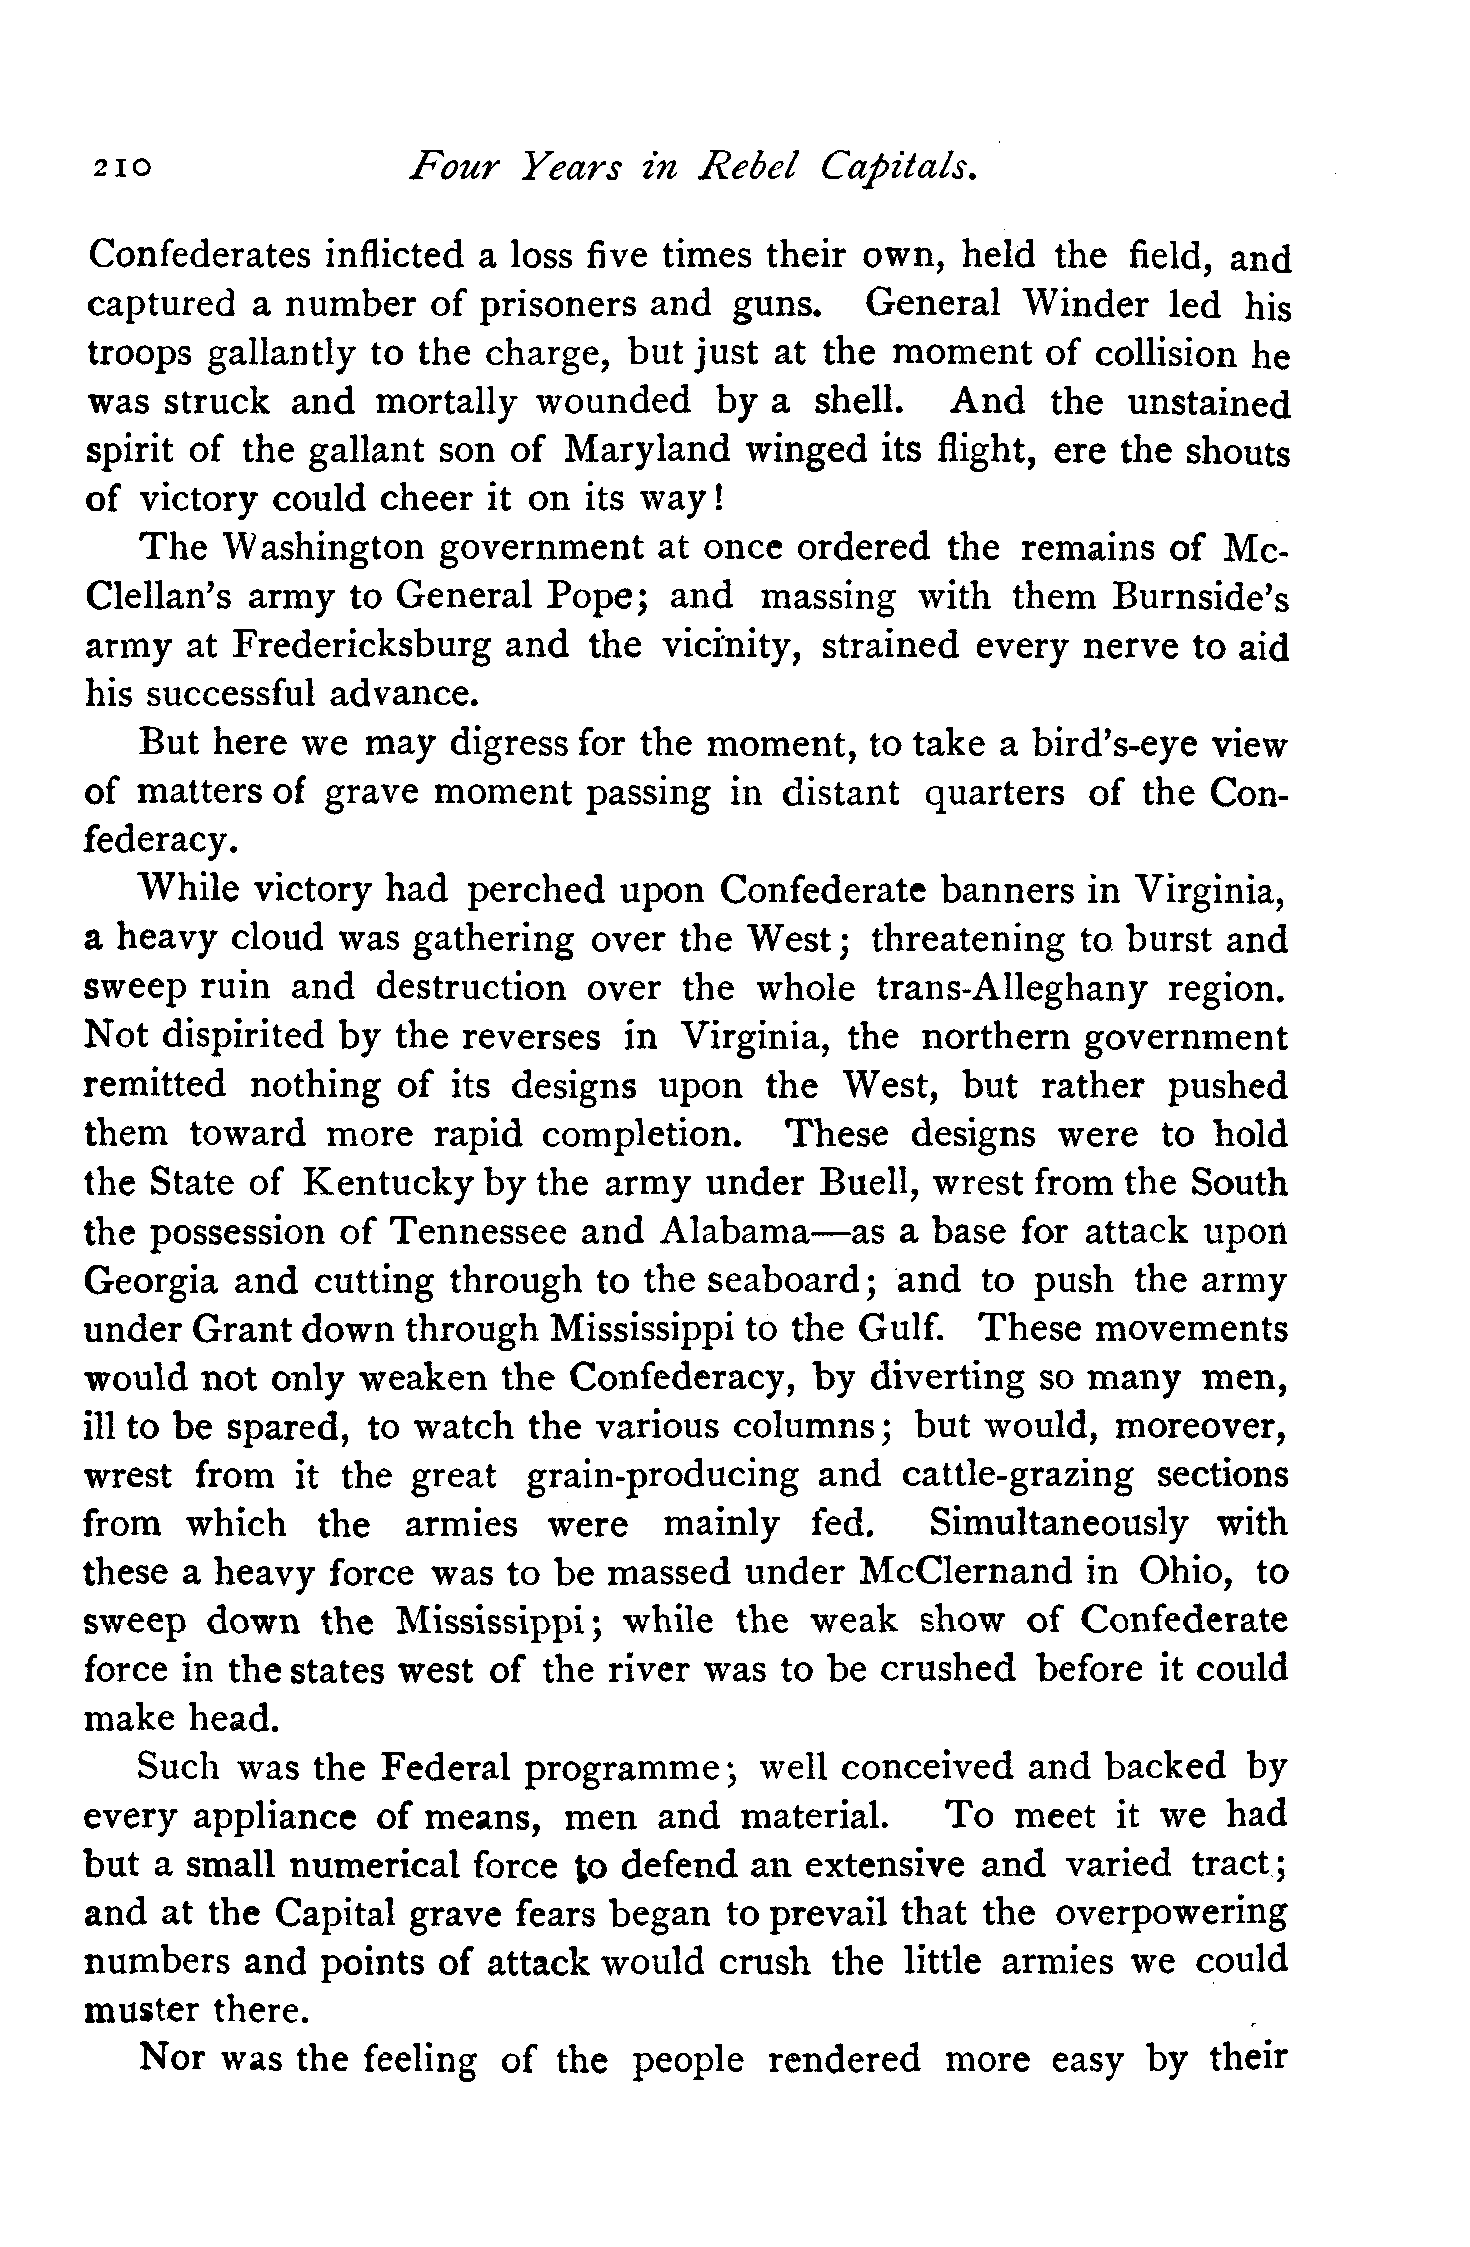 210 Four Years in Rebel Capitals.
Confederates inflicted a loss five times their own, held the field, and
captured a number of prisoners and guns. General Winder led his
troops gallantly to the charge, but just at the moment of collision he
was struck and mortally wounded by a shell. And the unstained
spirit of the gallant son of Maryland winged its flight, ere the shouts
of victory could cheer it on its way!
The Washington government at once ordered the remains of Mc-
Clellan's army to General Pope; and massing with them Burnside's
army at Fredericksburg and the vicinity, strained every nerve to aid
his successful advance.
But here we may digress for the moment, to take a bird's-eye view
of matters of grave moment passing in distant quarters of the Con-
federacy.
While victory had perched upon Confederate banners in Virginia,
a heavy cloud was gathering over the West; threatening to burst and
sweep ruin and destruction over the whole trans-Alleghany region.
Not dispirited by the reverses in Virginia, the northern government
remitted nothing of its designs upon the West, but rather pushed
them toward more rapid completion. These designs were to hold
the State of Kentucky by the army under Buell, wrest from the South
the possession of Tennessee and Alabama—as a base for attack upon
Georgia and cutting through to the seaboard; and to push the army
under Grant down through Mississippi to the Gulf. These movements
would not only weaken the Confederacy, by diverting so many men,
ill to be spared, to watch the various columns; but would, moreover,
wrest from it the great grain-producing and cattle-grazing sections
from which the armies were mainly fed. Simultaneously with
these a heavy force was to be massed under McClernand in Ohio, to
sweep down the Mississippi; while the weak show of Confederate
force in the states west of the river was to be crushed before it could
make head.
Such was the Federal programme; well conceived and backed by
every appliance of means, men and material. To meet it we had
but a small numerical force to defend an extensive and varied tract;
and at the Capital grave fears began to prevail that the overpowering
numbers and points of attack would crush the little armies we could
muster there.
Nor was the feeling of the people rendered more easy by their